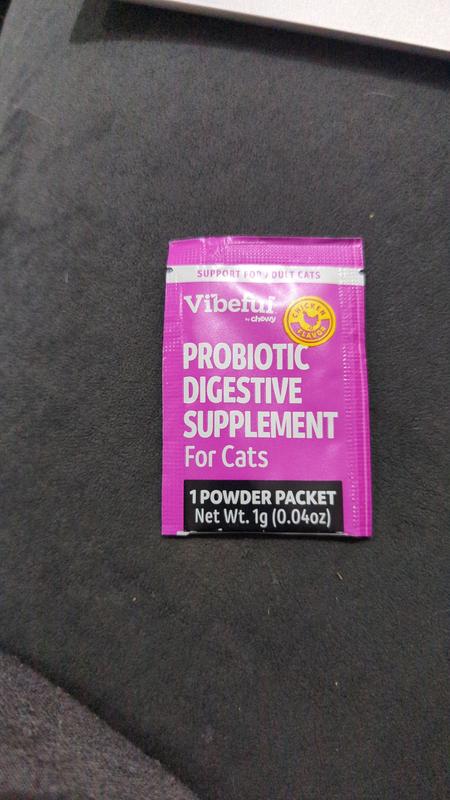 SUPPORT FOR ADULT CATS
Vibeful
by chewy
CHICKEN
FLAVOR
PROBIOTIC
DIGESTIVE
SUPPLEMENT
For Cats
1 POWDER PACKET
Net Wt. 1g (0.04oz)